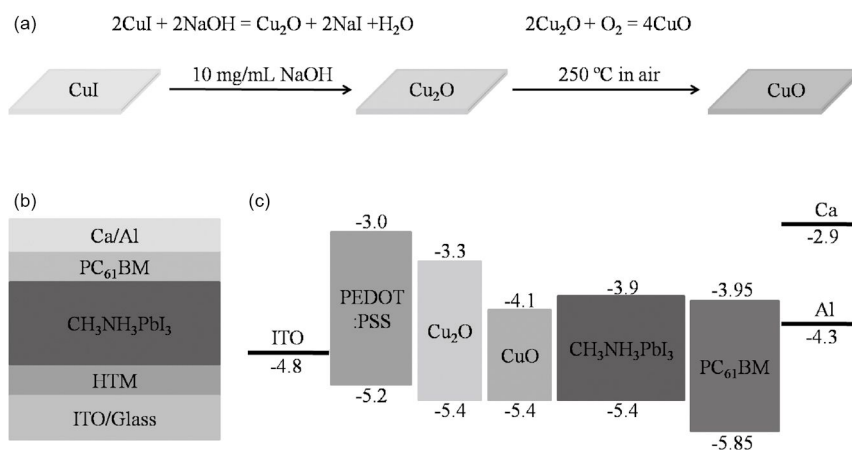 (a)
2CuI + 2NaOH = Cu₂O + 2NaI +H₂O
2Cu₂O + O₂ = 4CuO
CuI
10 mg/mL NaOH
Cu₂O
250 ºC in air
CuO
(b)
Ca/Al
PC₆₁BM
CH₃NH₃PbI₃
HTM
ITO/Glass
(c)
ITO
-4.8
-3.0
PEDOT
:PSS
-5.2
-3.3
Cu₂O
-5.4
-4.1
CuO
-5.4
-3.9
CH₃NH₃PbI₃
-5.4
-3.95
PC₆₁BM
-5.85
Ca
-2.9
Al
-4.3